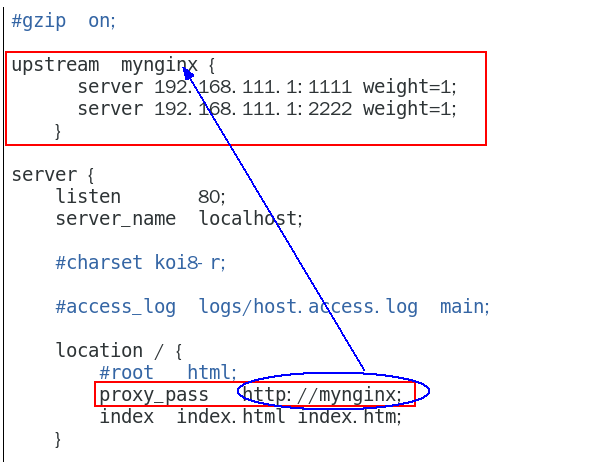 #gzip  on;
upstream  mynginx {
server 192.168.111.1:1111 weight=1;
server 192.168.111.1:2222 weight=1;
}
server {
listen       80;
server_name  localhost;
#charset koi8-r;
#access_log  logs/host.access.log  main;
location / {
#root   html;
proxy_pass   http://mynginx;
index  index.html index.htm;
}